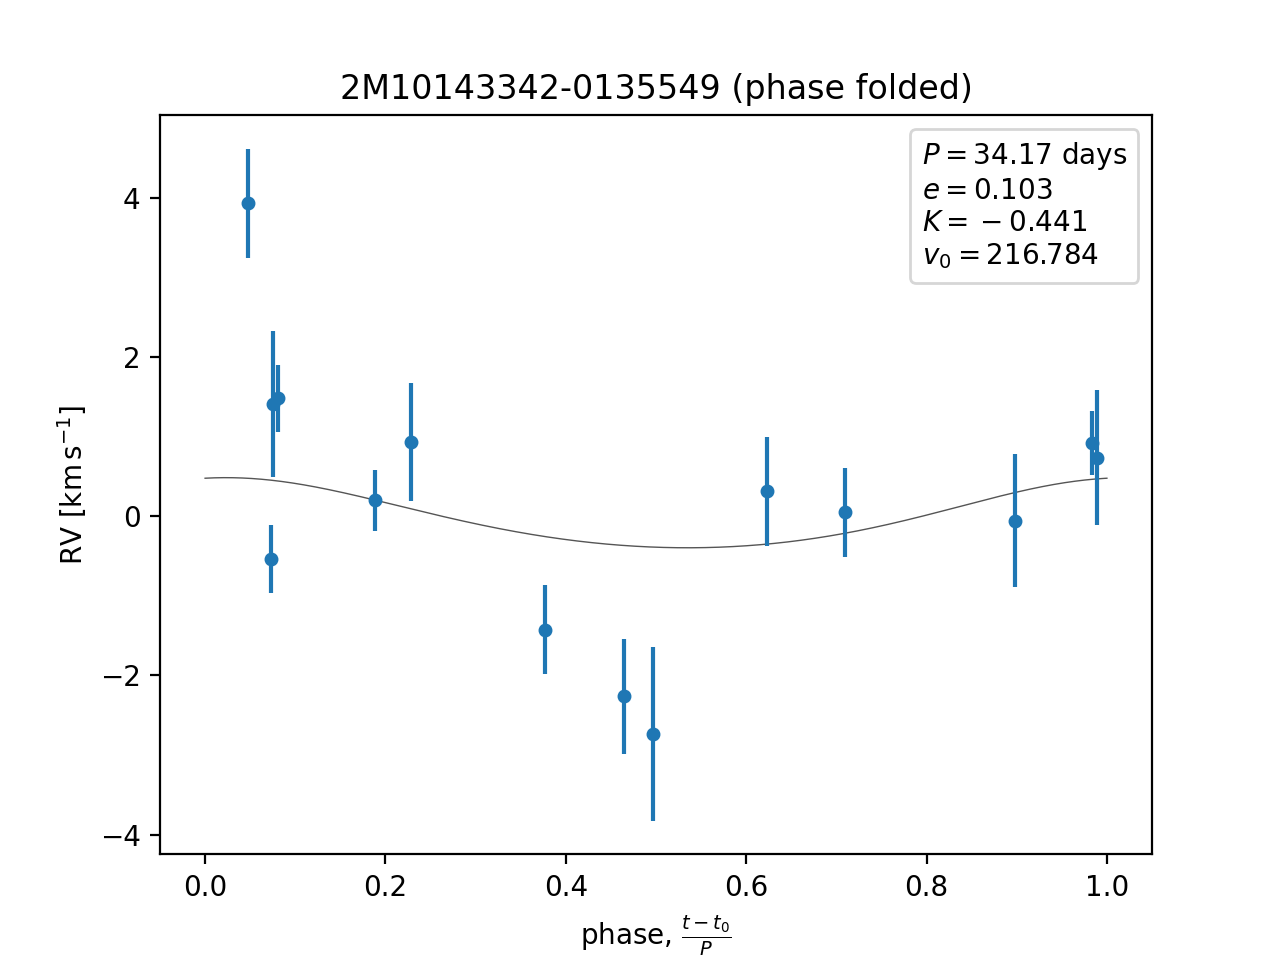 2M10143342-0135549 (phase folded)
P = 34.17 days
e = 0.103
K = −0.441
v₀ = 216.784
RV [km s⁻¹]
4
2
0
−2
−4
0.0 0.2 0.4 0.6 0.8 1.0
phase, (t − t₀)/P